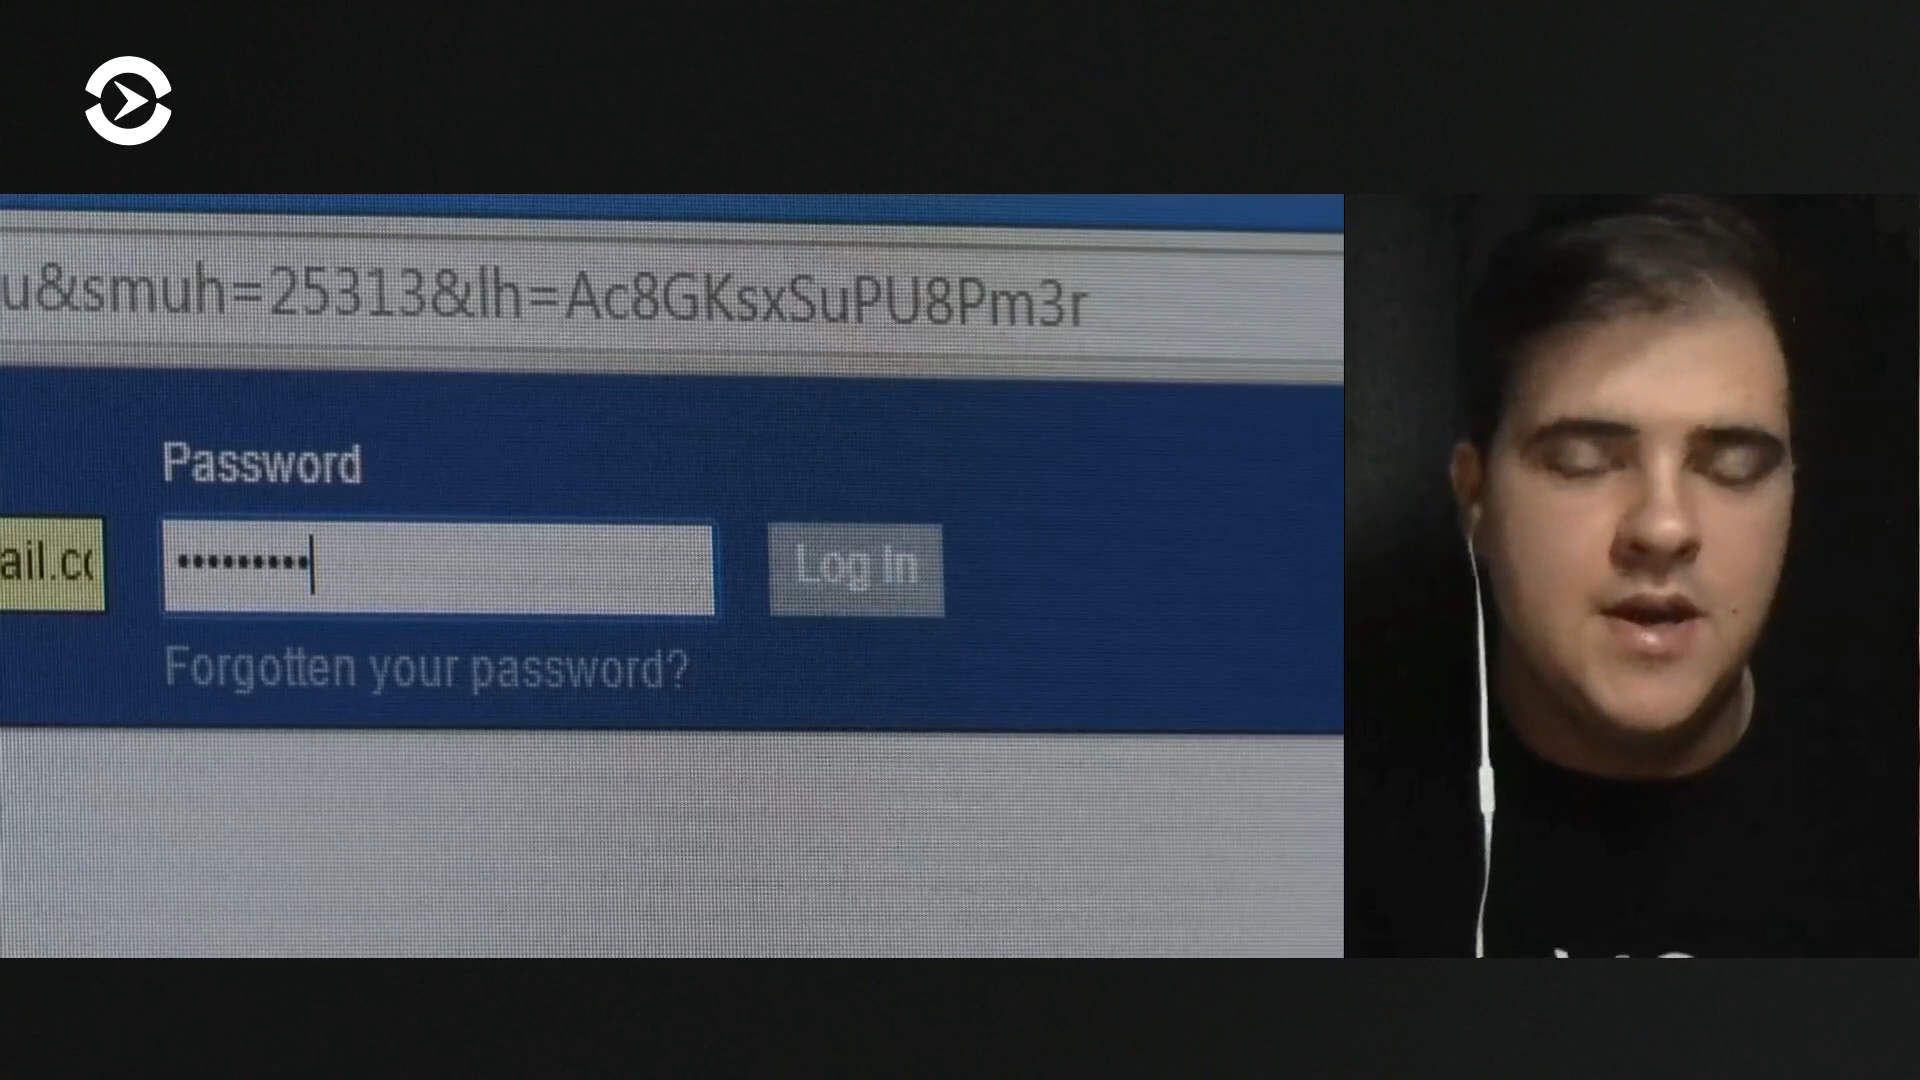 u&smuh=25313&lh=Ac8GKsxSuPU8Pm3r
Password
ail.co
•••••••••
Log In
Forgotten your password?